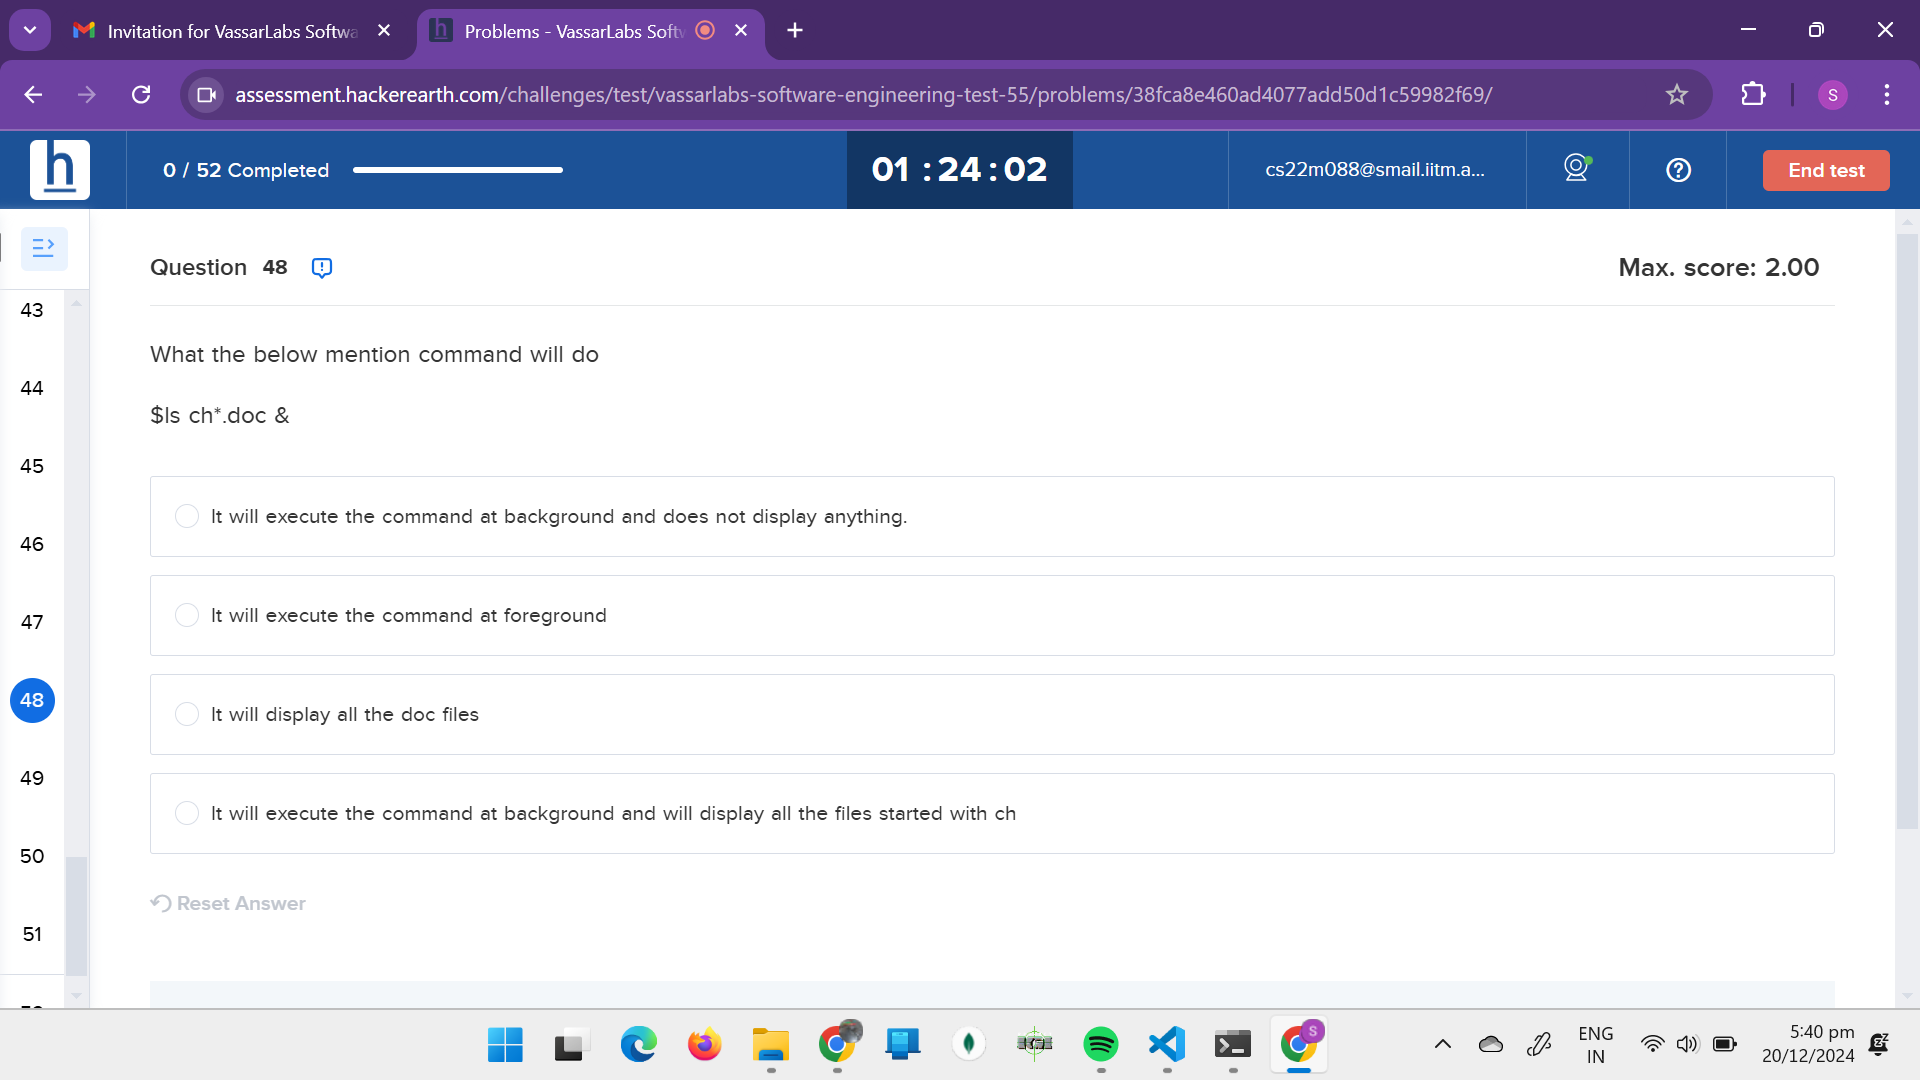 Invitation for VassarLabs Softwa
Problems - VassarLabs Softv
assessment.hackerearth.com/challenges/test/vassarlabs-software-engineering-test-55/problems/38fca8e460ad4077add50d1c59982f69/
S
h
0 / 52 Completed
01 : 24 : 02
cs22m088@smail.iitm.a...
End test
Question 48
Max. score: 2.00
43
44
45
46
47
48
49
50
51
What the below mention command will do
$ls ch*.doc &
It will execute the command at background and does not display anything.
It will execute the command at foreground
It will display all the doc files
It will execute the command at background and will display all the files started with ch
Reset Answer
S
ENG
IN
5:40 pm
20/12/2024